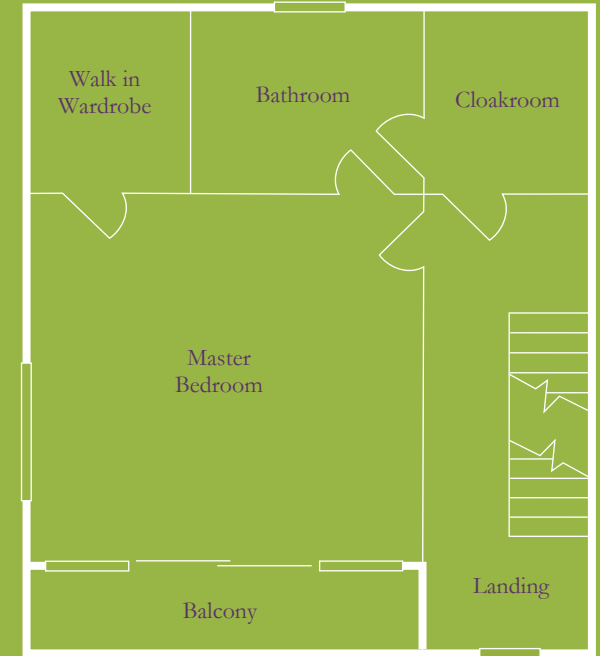 Walk in
Wardrobe
Bathroom
Cloakroom
Master
Bedroom
Landing
Balcony